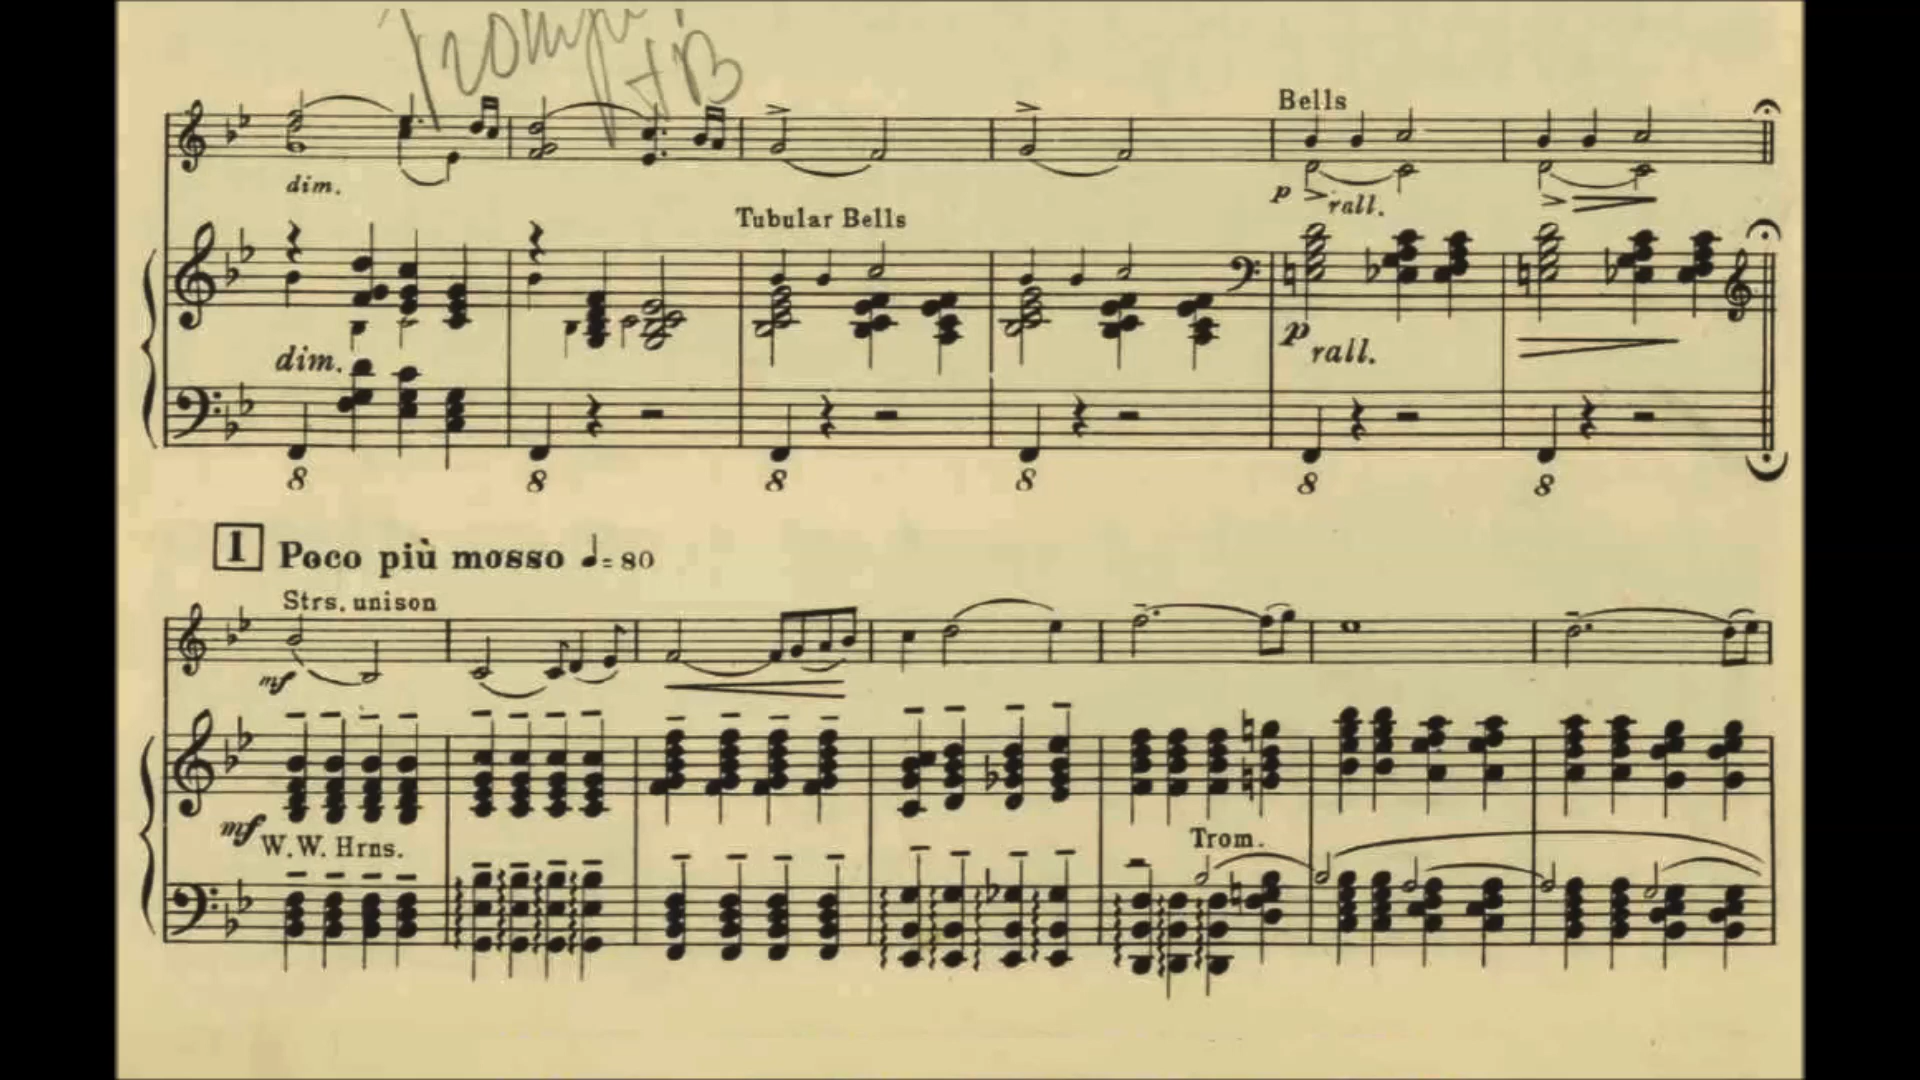 +B
Bells
dim.
p rall.
Tubular Bells
dim.
p rall.
8 8 8 8 8 8
1 Poco più mosso ♩=80
Strs. unison
mf
mf W.W. Hrns.
Trom.